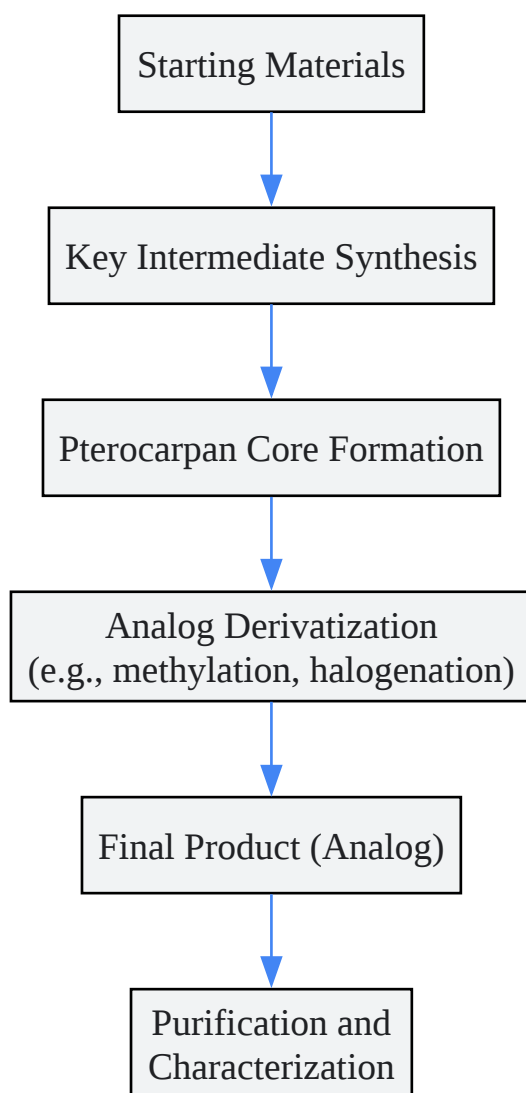 Starting Materials
Key Intermediate Synthesis
Pterocarpan Core Formation
Analog Derivatization
(e.g., methylation, halogenation)
Final Product (Analog)
Purification and
Characterization